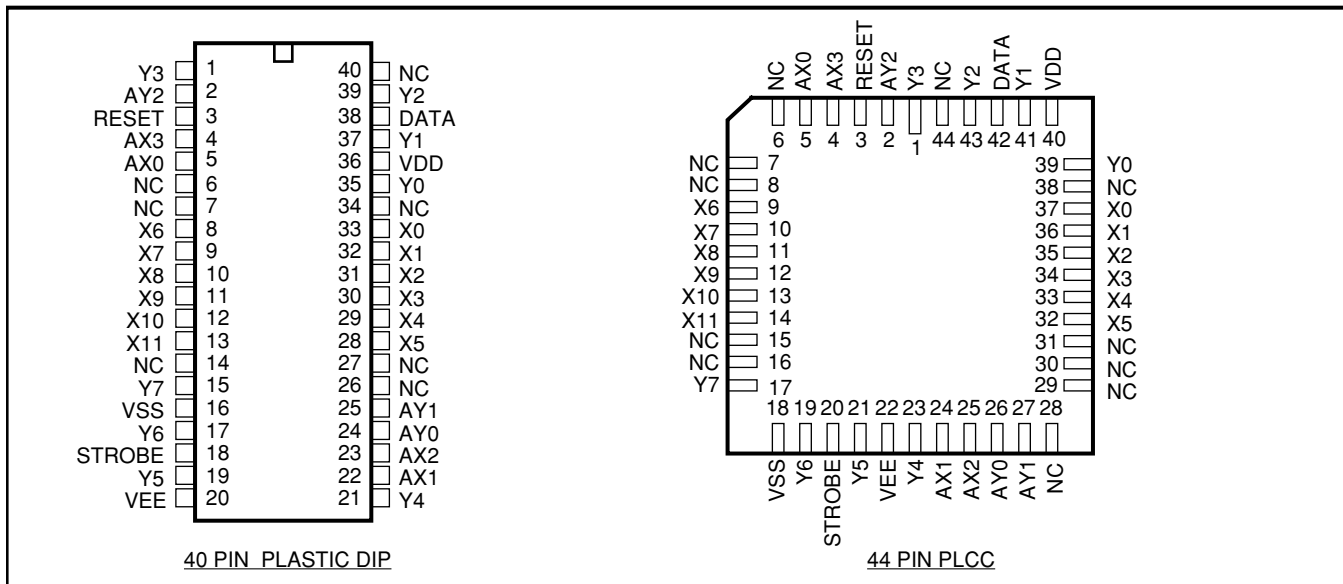 Y3 1 40 NC
AY2 2 39 Y2
RESET 3 38 DATA
AX3 4 37 Y1
AX0 5 36 VDD
NC 6 35 Y0
NC 7 34 NC
X6 8 33 X0
X7 9 32 X1
X8 10 31 X2
X9 11 30 X3
X10 12 29 X4
X11 13 28 X5
NC 14 27 NC
Y7 15 26 NC
VSS 16 25 AY1
Y6 17 24 AY0
STROBE 18 23 AX2
Y5 19 22 AX1
VEE 20 21 Y4
40 PIN PLASTIC DIP
NC AX0 AX3 RESET AY2 Y3 NC Y2 DATA Y1 VDD
6 5 4 3 2 1 44 43 42 41 40
NC 7 39 Y0
NC 8 38 NC
X6 9 37 X0
X7 10 36 X1
X8 11 35 X2
X9 12 34 X3
X10 13 33 X4
X11 14 32 X5
NC 15 31 NC
NC 16 30 NC
Y7 17 29 NC
18 19 20 21 22 23 24 25 26 27 28
VSS Y6 STROBE Y5 VEE Y4 AX1 AX2 AY0 AY1 NC
44 PIN PLCC